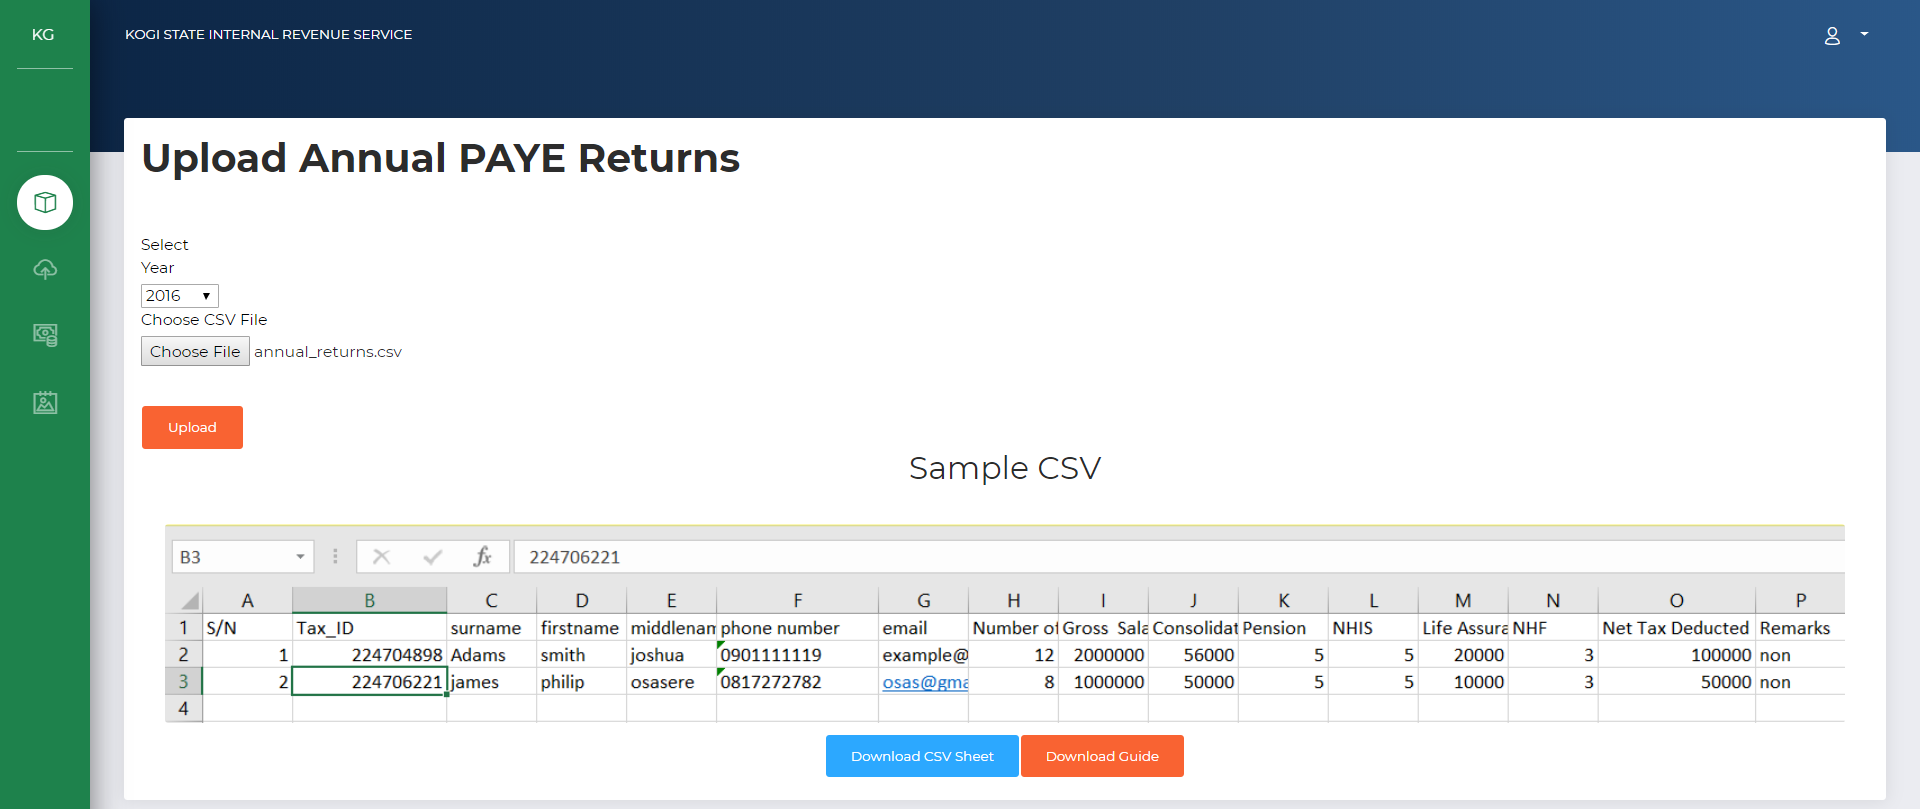 KG
KOGI STATE INTERNAL REVENUE SERVICE
Upload Annual PAYE Returns
Select
Year
2016
Choose CSV File
Choose File annual_returns.csv
Upload
Sample CSV
B3 fx 224706221
A B C D E F G H I J K L M N O P
1 S/N Tax_ID surname firstname middlenam phone number email Number of Gross Sala Consolidat Pension NHIS Life Assura NHF Net Tax Deducted Remarks
2 1 224704898 Adams smith joshua 0901111119 example@ 12 2000000 56000 5 5 20000 3 100000 non
3 2 224706221 james philip osasere 0817272782 osas@gma 8 1000000 50000 5 5 10000 3 50000 non
4
Download CSV Sheet Download Guide